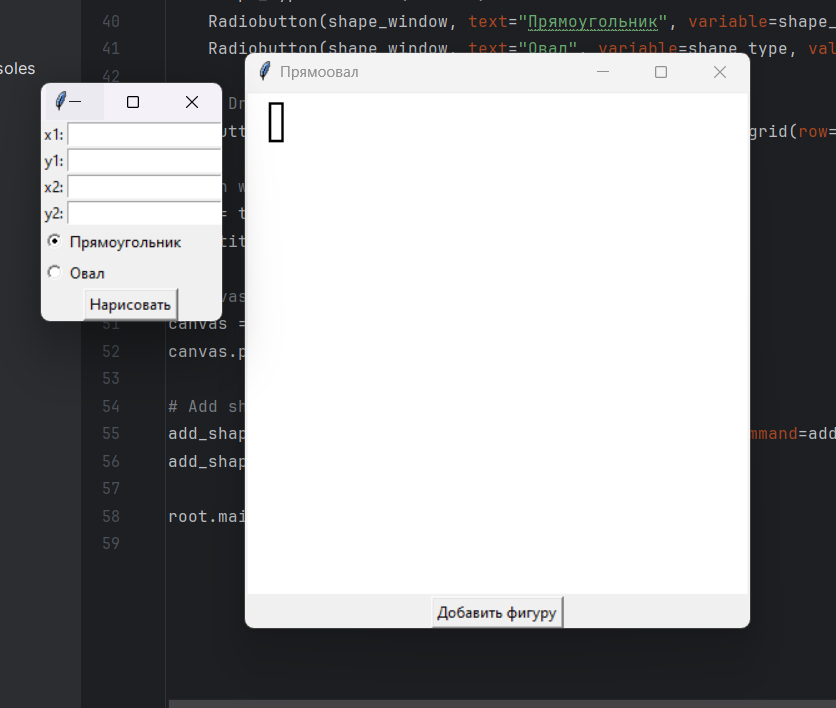 soles
40 Radiobutton(shape_window, text="Прямоугольник", variable=shape_
41 Radiobutton(shape_window, text="Овал", variable=shape_type, val
42
Прямоовал
x1:
y1:
x2:
y2:
Прямоугольник
Овал
Нарисовать
grid(row=
51 canvas =
52 canvas.p
53
54 # Add sh
55 add_shap mmand=add
56 add_shap
57
58 root.mai
59
Добавить фигуру